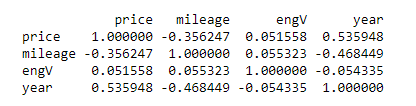 price mileage engV year
price 1.000000 -0.356247 0.051558 0.535948
mileage -0.356247 1.000000 0.055323 -0.468449
engV 0.051558 0.055323 1.000000 -0.054335
year 0.535948 -0.468449 -0.054335 1.000000